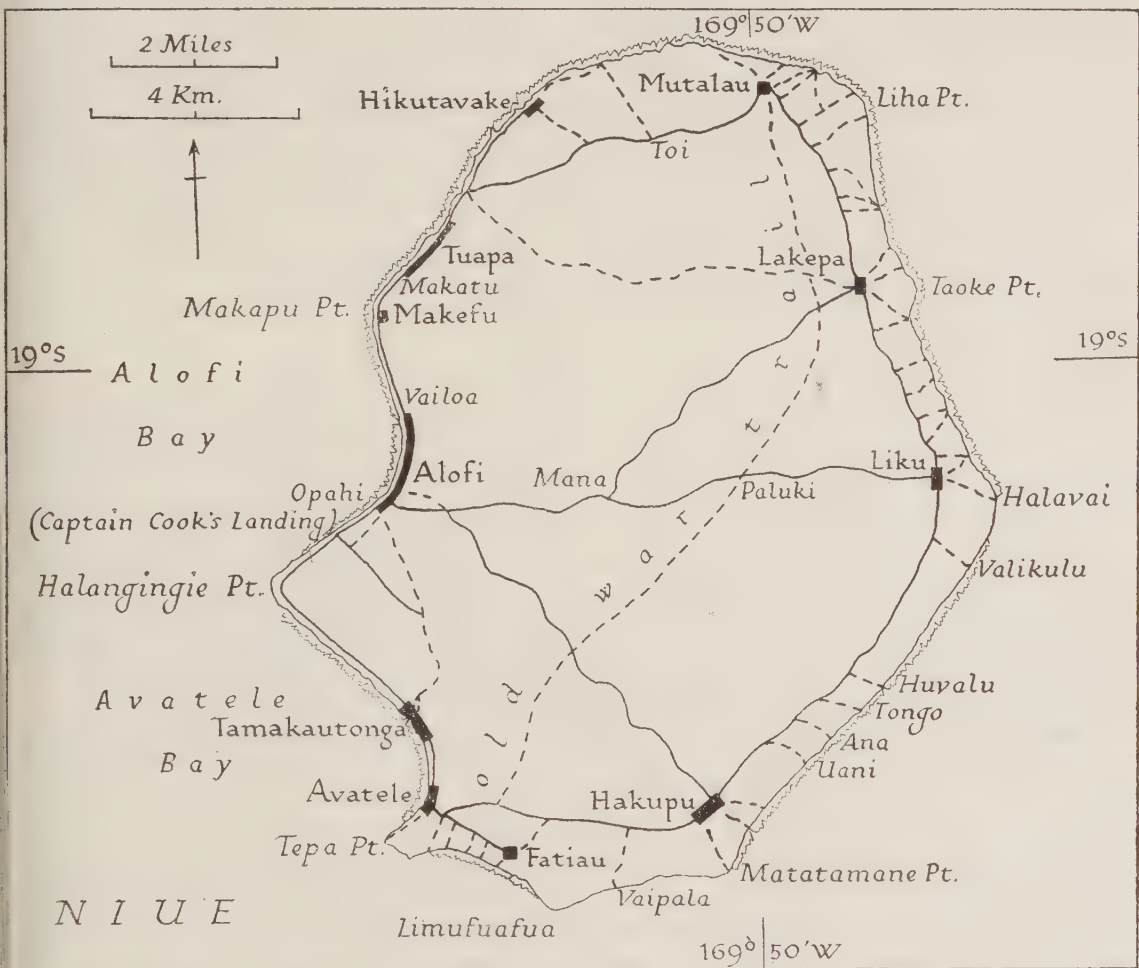 169° 50'W
2 Miles
4 Km.
Hikutavake
Mutalau
Liha Pt.
Toi
Tuapa
Lakepa
Makatu
Taoke Pt.
Makapu Pt.
Makefu
19°S
19°S
Alofi
Bay
Vailoa
Alofi
Mana
Paluki
Liku
Opahi
(Captain Cook's Landing)
Halavai
Halangingie Pt.
Valikulu
old war trail
Avatele
Bay
Huvalu
Tongo
Tamakautonga
Ana
Uani
Avatele
Hakupu
Tepa Pt.
Fatiau
Matatamane Pt.
Vaipala
NIUE
Limufuafua
169° 50'W